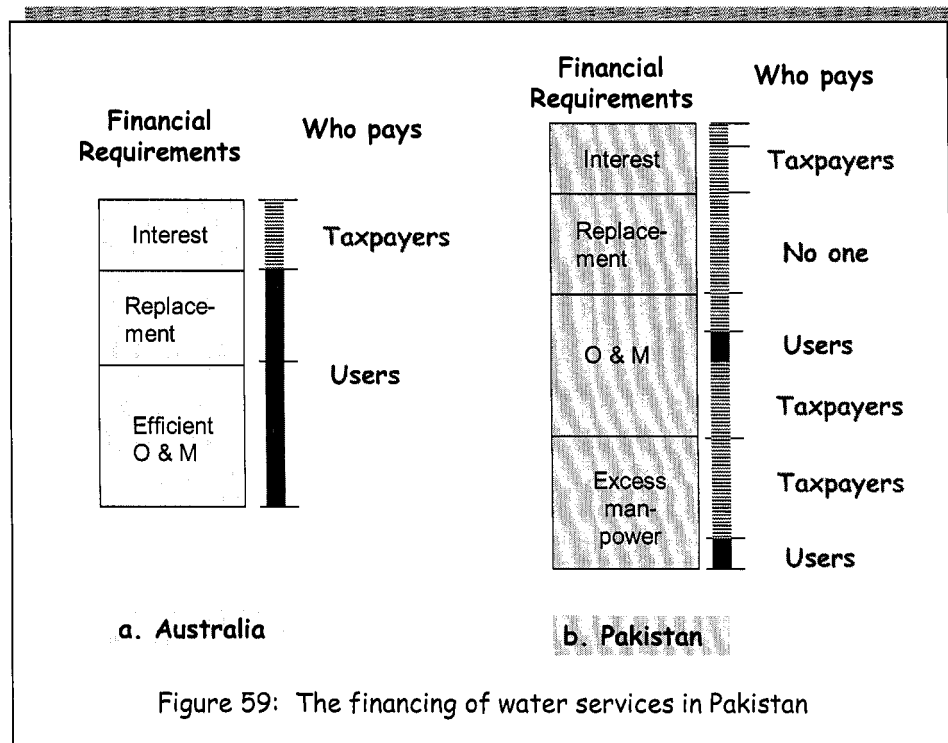 Financial
Requirements
Who pays
Interest
Replace-
ment
Efficient
O & M
Taxpayers
Users
a. Australia
Financial
Requirements
Who pays
Interest
Replace-
ment
O & M
Excess
man-
power
Taxpayers
No one
Users
Taxpayers
Taxpayers
Users
b. Pakistan
Figure 59: The financing of water services in Pakistan